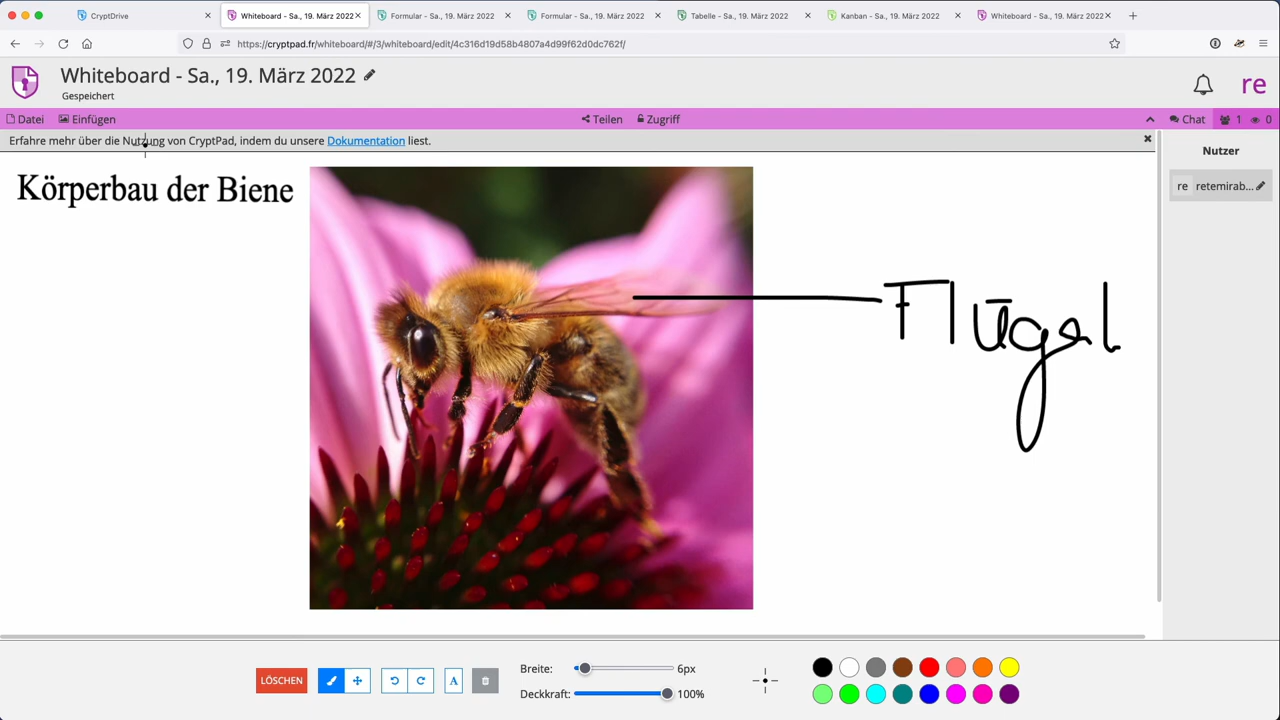 CryptDrive
Whiteboard - Sa., 19. März 2022
Formular - Sa., 19. März 2022
Formular - Sa., 19. März 2022
Tabelle - Sa., 19. März 2022
Kanban - Sa., 19. März 2022
Whiteboard - Sa., 19. März 2022
https://cryptpad.fr/whiteboard/#/3/whiteboard/edit/4c316d19d58b4807a4d99f62d0dc762f/
Whiteboard - Sa., 19. März 2022
Gespeichert
re
Datei
Einfügen
Teilen
Zugriff
Chat
1
0
Erfahre mehr über die Nutzung von CryptPad, indem du unsere Dokumentation liest.
Nutzer
re retemirab...
Körperbau der Biene
Flügel
LÖSCHEN
A
Breite: 6px
Deckkraft: 100%